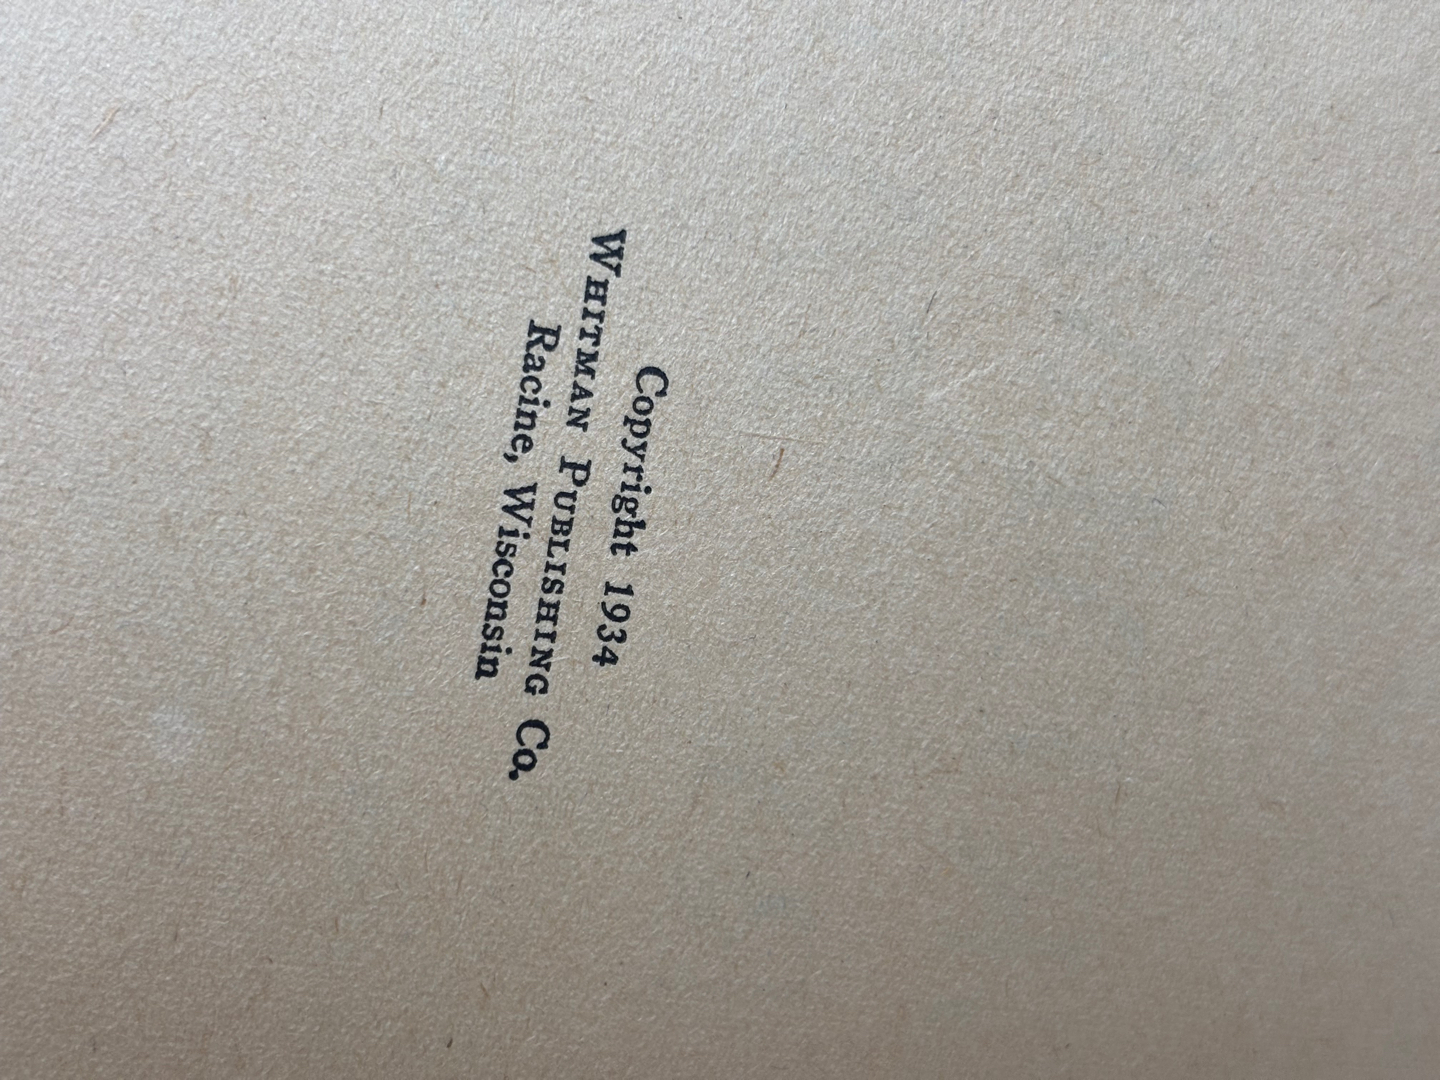 Copyright 1934
WHITMAN PUBLISHING CO.
Racine, Wisconsin